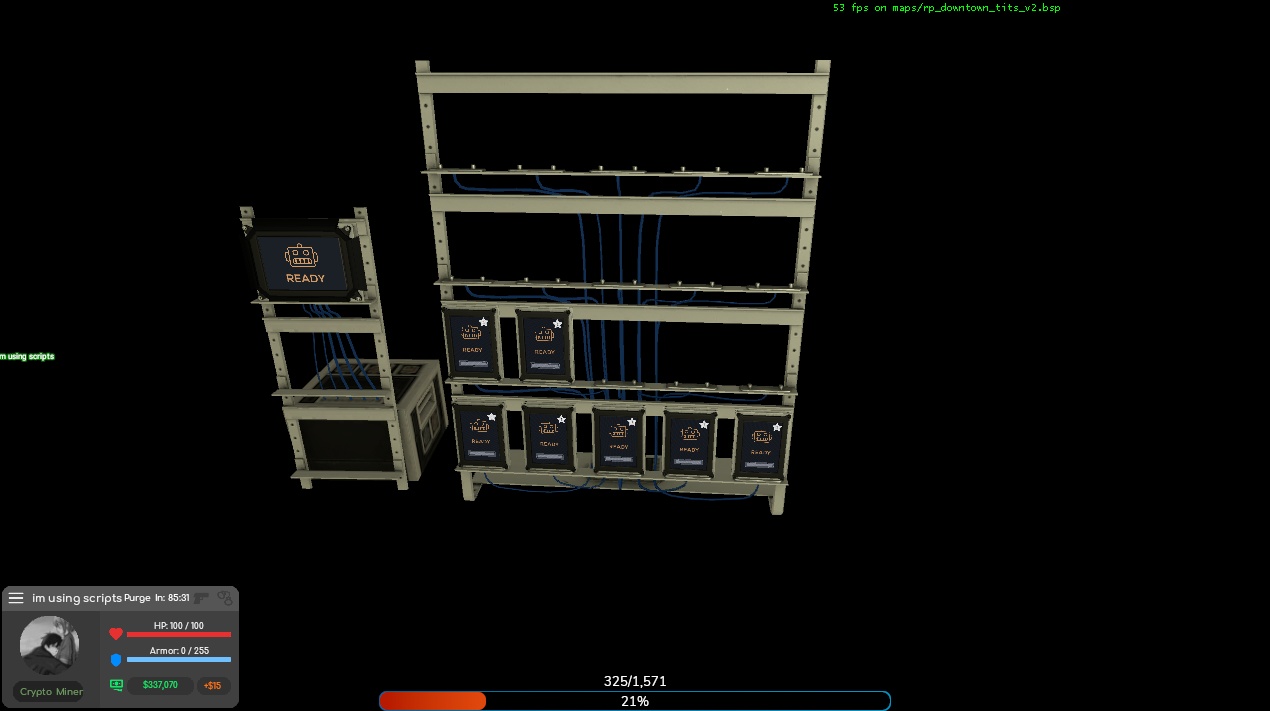 53 fps on maps/rp_downtown_tits_v2.bsp
READY
READY
READY
m using scripts
READY
READY
READY
READY
READY
im using scripts Purge In: 85:31
HP: 100 / 100
Armor: 0 / 255
Crypto Miner
$337,070
+$15
325/1,571
21%